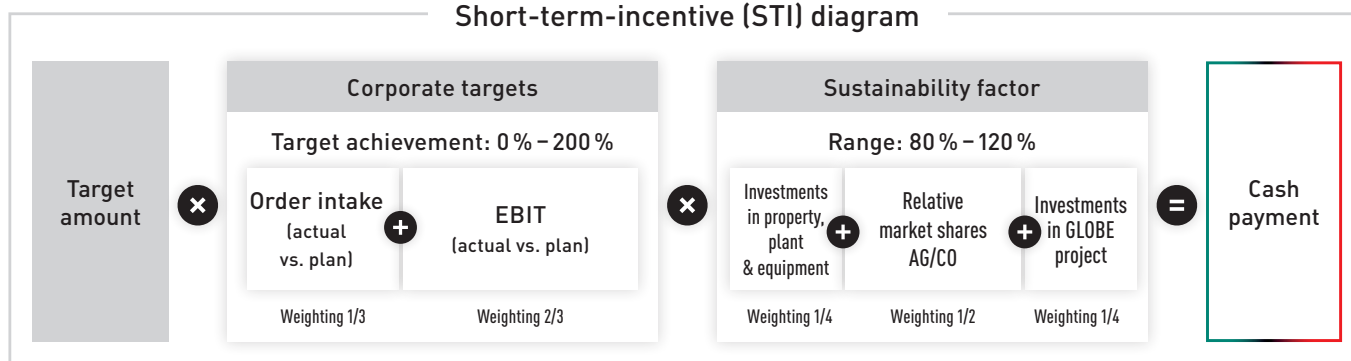 Short-term-incentive (STI) diagram
Target
amount
×
Corporate targets
Target achievement: 0 % – 200 %
Order intake
(actual
vs. plan)
+
EBIT
(actual vs. plan)
Weighting 1/3
Weighting 2/3
×
Sustainability factor
Range: 80 % – 120 %
Investments
in property,
plant
& equipment
+
Relative
market shares
AG/CO
+
Investments
in GLOBE
project
Weighting 1/4
Weighting 1/2
Weighting 1/4
=
Cash
payment